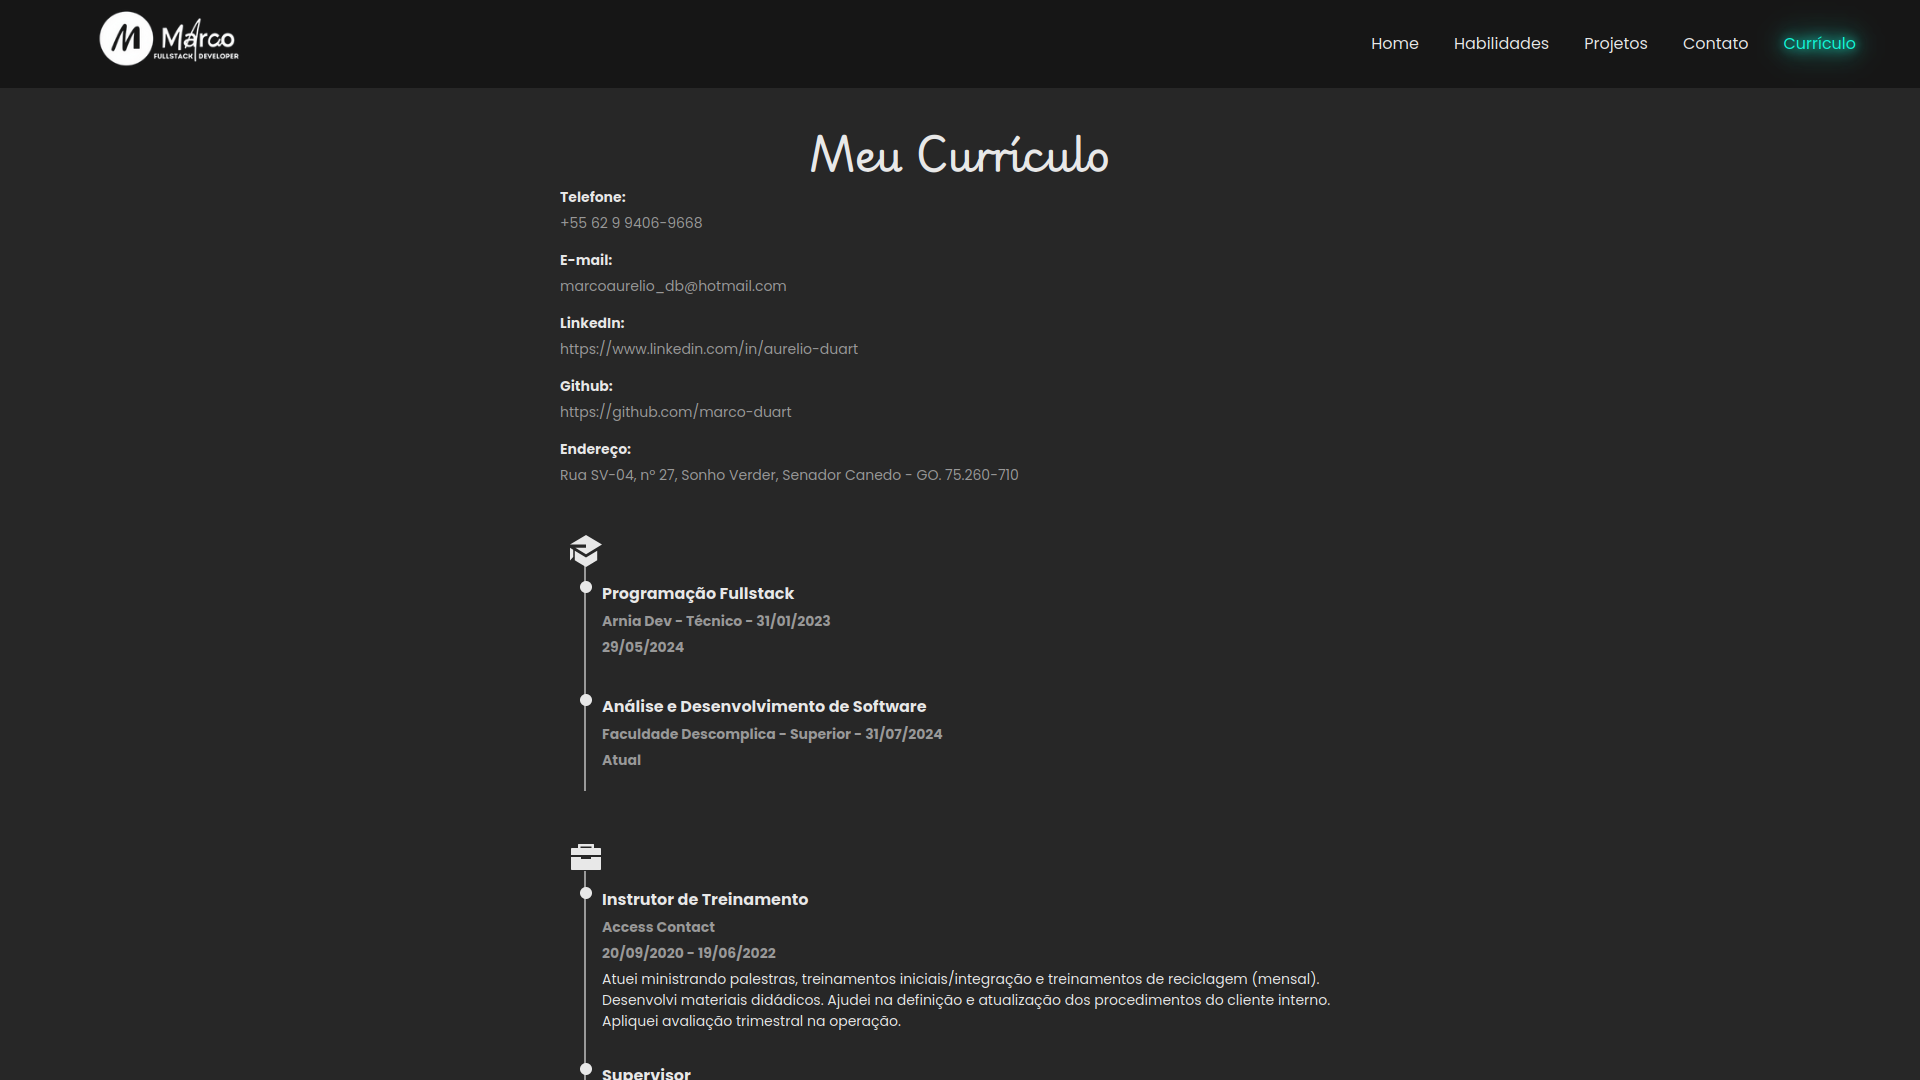 M Marco
FULLSTACK DEVELOPER
Home Habilidades Projetos Contato Currículo
Meu Currículo
Telefone:
+55 62 9 9406-9668
E-mail:
marcoaurelio_db@hotmail.com
LinkedIn:
https://www.linkedin.com/in/aurelio-duart
Github:
https://github.com/marco-duart
Endereço:
Rua SV-04, nº 27, Sonho Verder, Senador Canedo - GO. 75.260-710
Programação Fullstack
Arnia Dev - Técnico - 31/01/2023
29/05/2024
Análise e Desenvolvimento de Software
Faculdade Descomplica - Superior - 31/07/2024
Atual
Instrutor de Treinamento
Access Contact
20/09/2020 - 19/06/2022
Atuei ministrando palestras, treinamentos iniciais/integração e treinamentos de reciclagem (mensal).
Desenvolvi materiais didádicos. Ajudei na definição e atualização dos procedimentos do cliente interno.
Apliquei avaliação trimestral na operação.
Supervisor